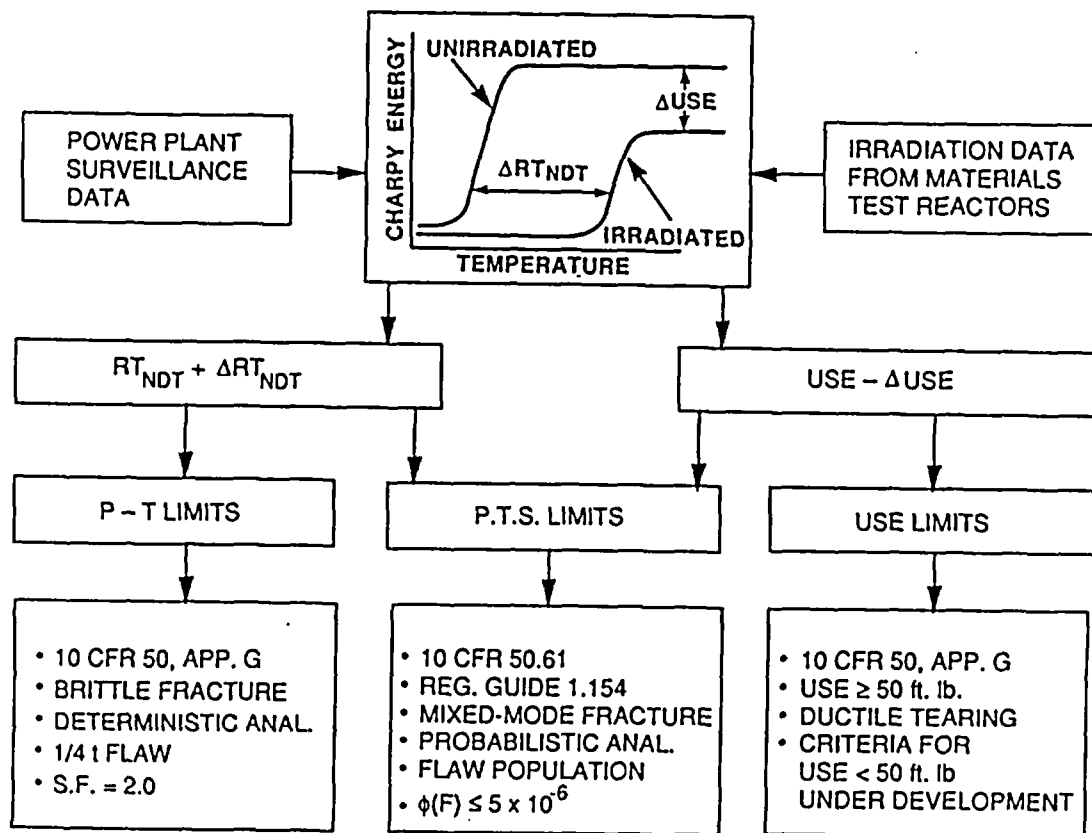 CHARPY ENERGY
UNIRRADIATED
ΔUSE
ΔRT_NDT
IRRADIATED
TEMPERATURE
POWER PLANT
SURVEILLANCE
DATA
IRRADIATION DATA
FROM MATERIALS
TEST REACTORS
RT_NDT + ΔRT_NDT
USE – ΔUSE
P – T LIMITS
P.T.S. LIMITS
USE LIMITS
• 10 CFR 50, APP. G
• BRITTLE FRACTURE
• DETERMINISTIC ANAL.
• 1/4 t FLAW
• S.F. = 2.0
• 10 CFR 50.61
• REG. GUIDE 1.154
• MIXED-MODE FRACTURE
• PROBABILISTIC ANAL.
• FLAW POPULATION
• ϕ(F) ≤ 5 x 10⁻⁶
• 10 CFR 50, APP. G
• USE ≥ 50 ft. lb.
• DUCTILE TEARING
• CRITERIA FOR
USE < 50 ft. lb
UNDER DEVELOPMENT